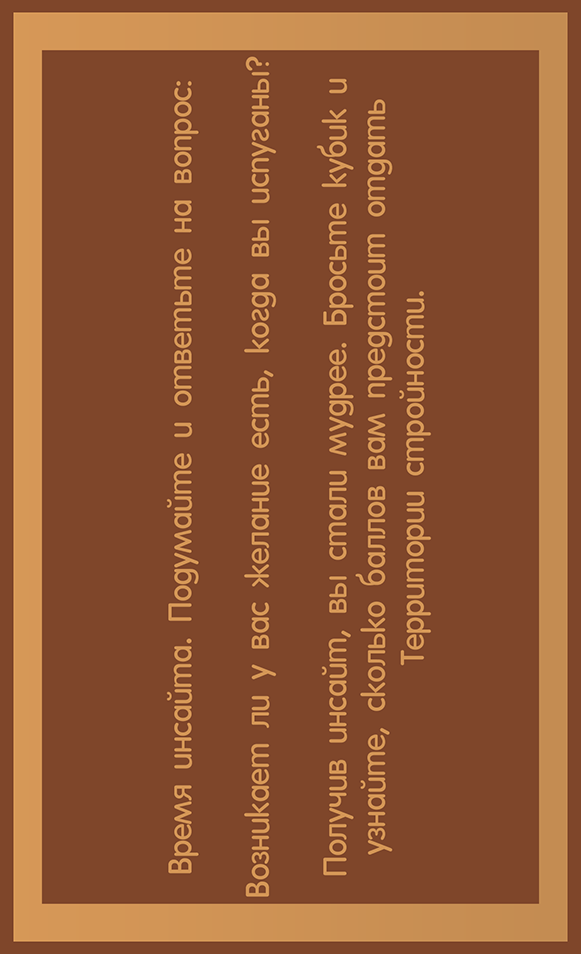 Время инсайта. Подумайте и ответьте на вопрос:
Возникает ли у вас желание есть, когда вы испуганы?
Получив инсайт, вы стали мудрее. Бросьте кубик и
узнайте, сколько баллов вам предстоит отдать
Территории стройности.